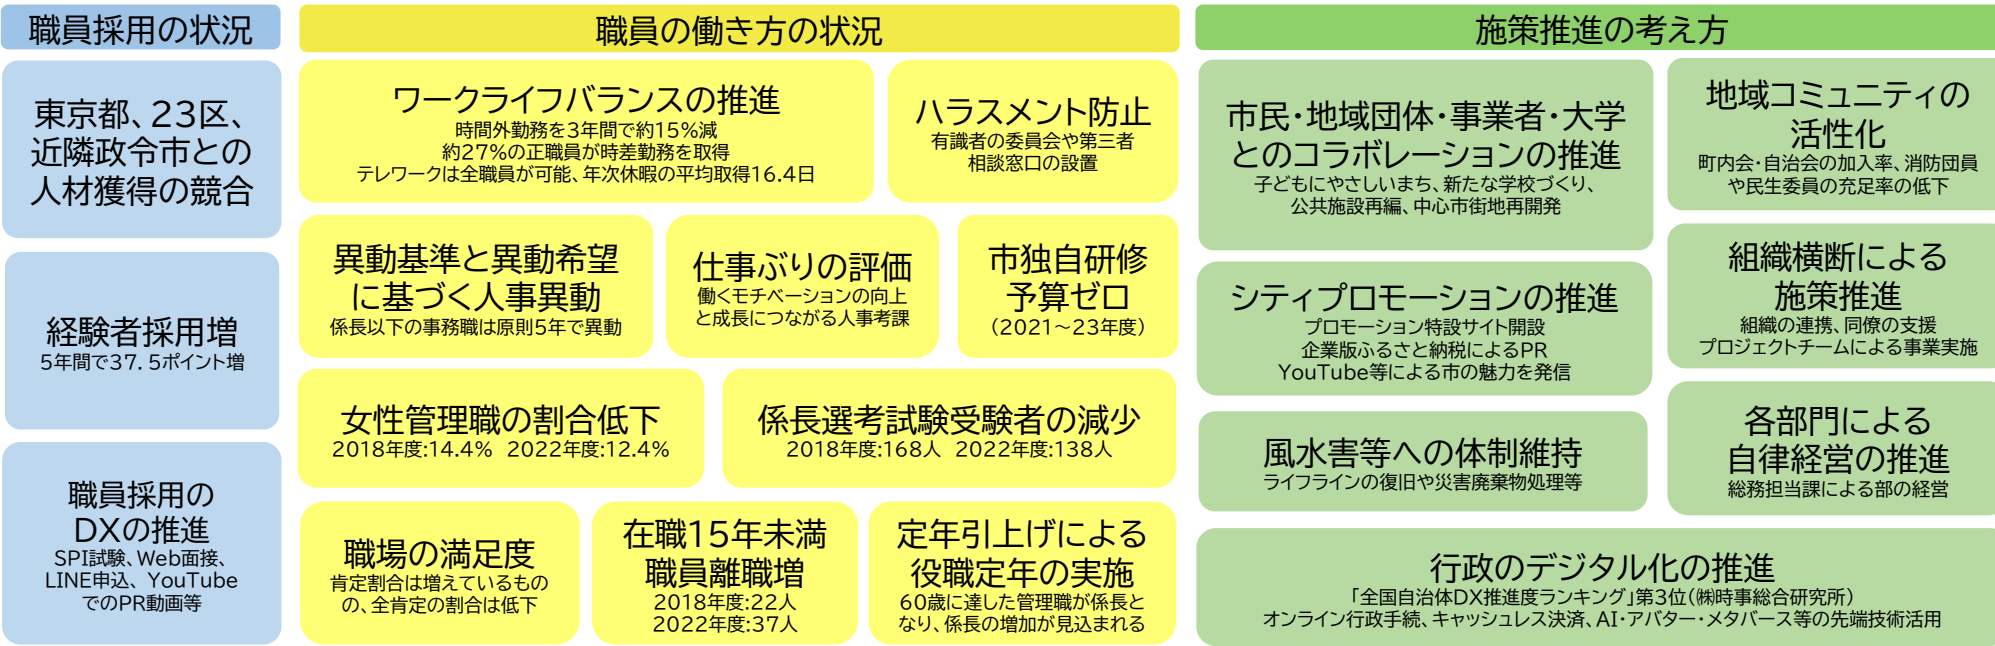 職員採用の状況
東京都、23区、
近隣政令市との
人材獲得の競合
経験者採用増
5年間で37.5ポイント増
職員採用の
DXの推進
SPI試験、Web面接、
LINE申込、YouTube
でのPR動画等
職員の働き方の状況
ワークライフバランスの推進
時間外勤務を3年間で約15%減
約27%の正職員が時差勤務を取得
テレワークは全職員が可能、年次休暇の平均取得16.4日
ハラスメント防止
有識者の委員会や第三者
相談窓口の設置
異動基準と異動希望
に基づく人事異動
係長以下の事務職は原則5年で異動
仕事ぶりの評価
働くモチベーションの向上
と成長につながる人事考課
市独自研修
予算ゼロ
（2021～23年度）
女性管理職の割合低下
2018年度:14.4%　2022年度:12.4%
係長選考試験受験者の減少
2018年度:168人　2022年度:138人
職場の満足度
肯定割合は増えているもの
の、全肯定の割合は低下
在職15年未満
職員離職増
2018年度:22人
2022年度:37人
定年引上げによる
役職定年の実施
60歳に達した管理職が係長と
なり、係長の増加が見込まれる
施策推進の考え方
市民・地域団体・事業者・大学
とのコラボレーションの推進
子どもにやさしいまち、新たな学校づくり、
公共施設再編、中心市街地再開発
地域コミュニティの
活性化
町内会・自治会の加入率、消防団員
や民生委員の充足率の低下
シティプロモーションの推進
プロモーション特設サイト開設
企業版ふるさと納税によるPR
YouTube等による市の魅力を発信
組織横断による
施策推進
組織の連携、同僚の支援
プロジェクトチームによる事業実施
風水害等への体制維持
ライフラインの復旧や災害廃棄物処理等
各部門による
自律経営の推進
総務担当課による部の経営
行政のデジタル化の推進
「全国自治体DX推進度ランキング」第3位（㈱時事総合研究所）
オンライン行政手続、キャッシュレス決済、AI・アバター・メタバース等の先端技術活用